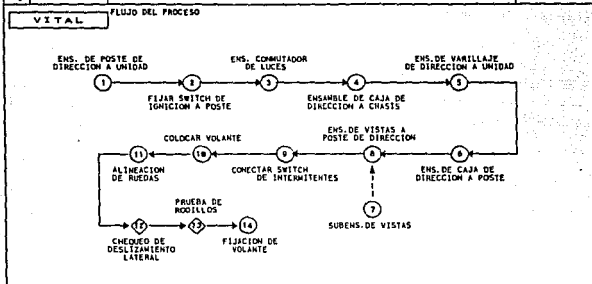 FLUJO DEL PROCESO
VITAL
ENS. DE POSTE DE
DIRECCION A UNIDAD
ENS. CONMUTADOR
DE LUCES
ENS.DE VARILLAJE
DE DIRECCION A UNIDAD
1
2
3
4
5
FIJAR SWITCH DE
IGNICION A POSTE
ENSAMBLE DE CAJA DE
DIRECCION A CHASIS
COLOCAR VOLANTE
ENS.DE VISTAS A
POSTE DE DIRECCION
11
10
9
8
6
ALINEACION
DE RUEDAS
CONECTAR SWITCH
DE INTERMITENTES
ENS.DE CAJA DE
DIRECCION A POSTE
7
SUBENS.DE VISTAS
PRUEBA DE
RODILLOS
12
13
14
CHEQUEO DE
DESLIZAMIENTO
LATERAL
FIJACION DE
VOLANTE